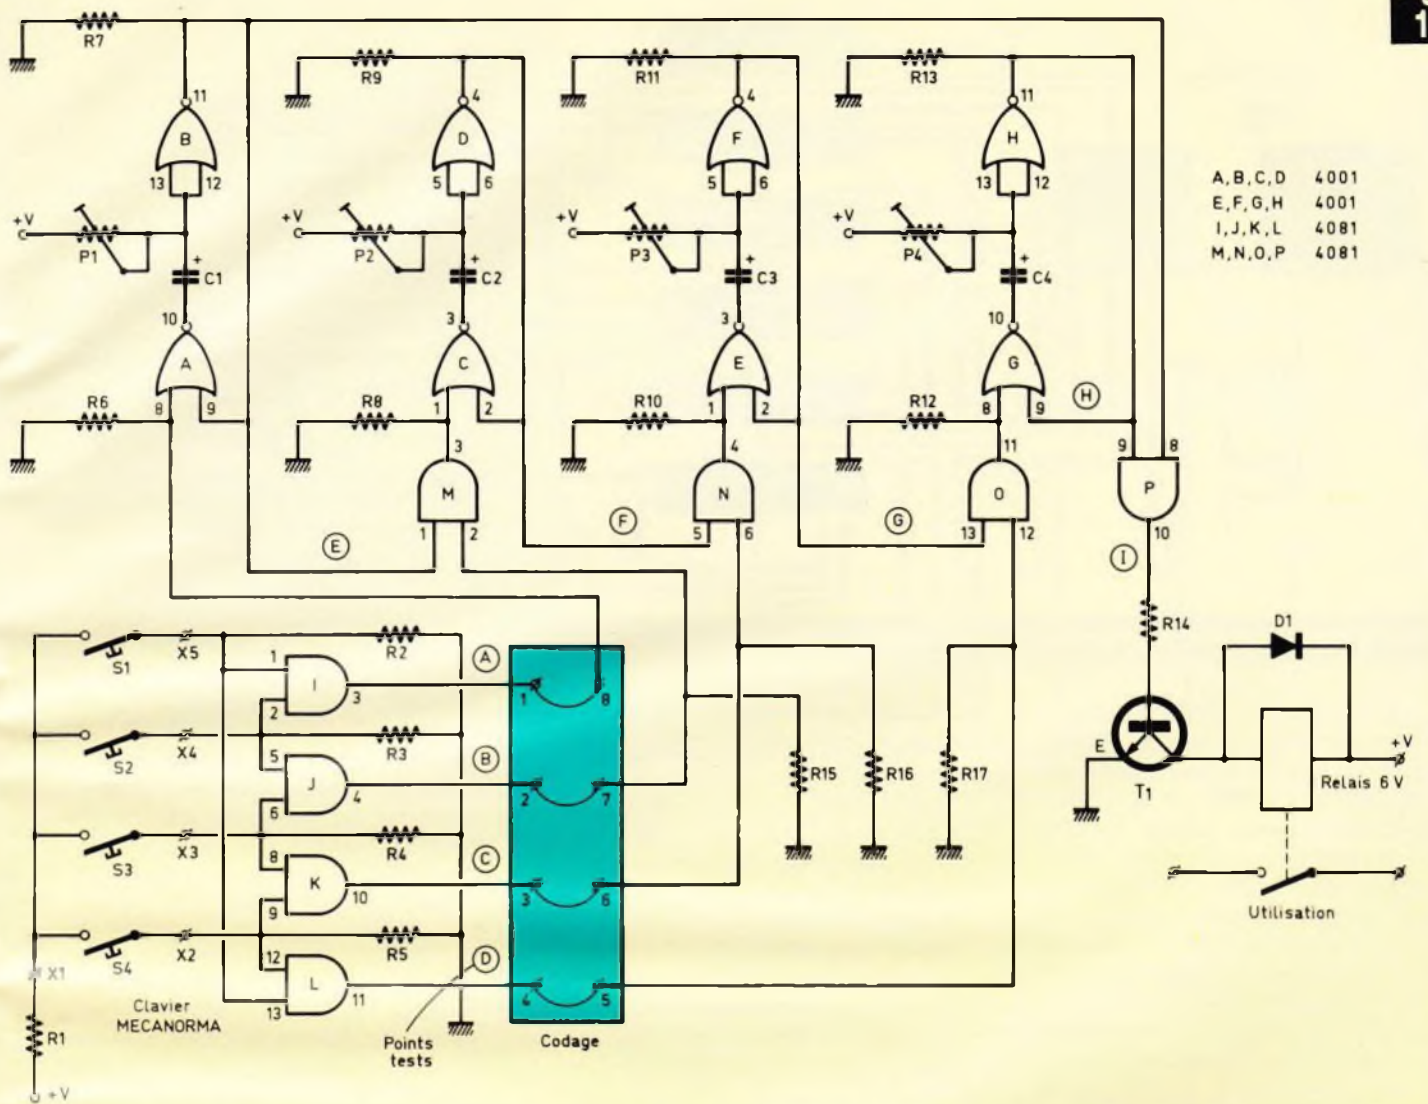 1
R7
R9
R11
R13
11
4
4
11
B
D
F
H
13 12
5 6
5 6
13 12
A,B,C,D 4001
E,F,G,H 4001
I,J,K,L 4081
M,N,O,P 4081
+V
+V
+V
+V
P1
P2
P3
P4
+
+
+
+
C1
C2
C3
C4
10
3
3
10
A
C
E
G
R6
8
9
R8
1
2
R10
1
2
R12
8
9
H
3
4
11
9
8
M
N
O
P
1
2
5
6
13
12
10
E
F
G
I
S1
X5
R2
A
R14
D1
1
I
3
2
1
8
S2
X4
R3
B
5
J
4
6
2
7
R15
R16
R17
E
T1
+V
Relais 6 V
S3
X3
R4
C
8
K
10
9
3
6
S4
X2
R5
D
12
L
11
13
4
5
Utilisation
X1
Clavier
MECANORMA
R1
Points
tests
Codage
+V